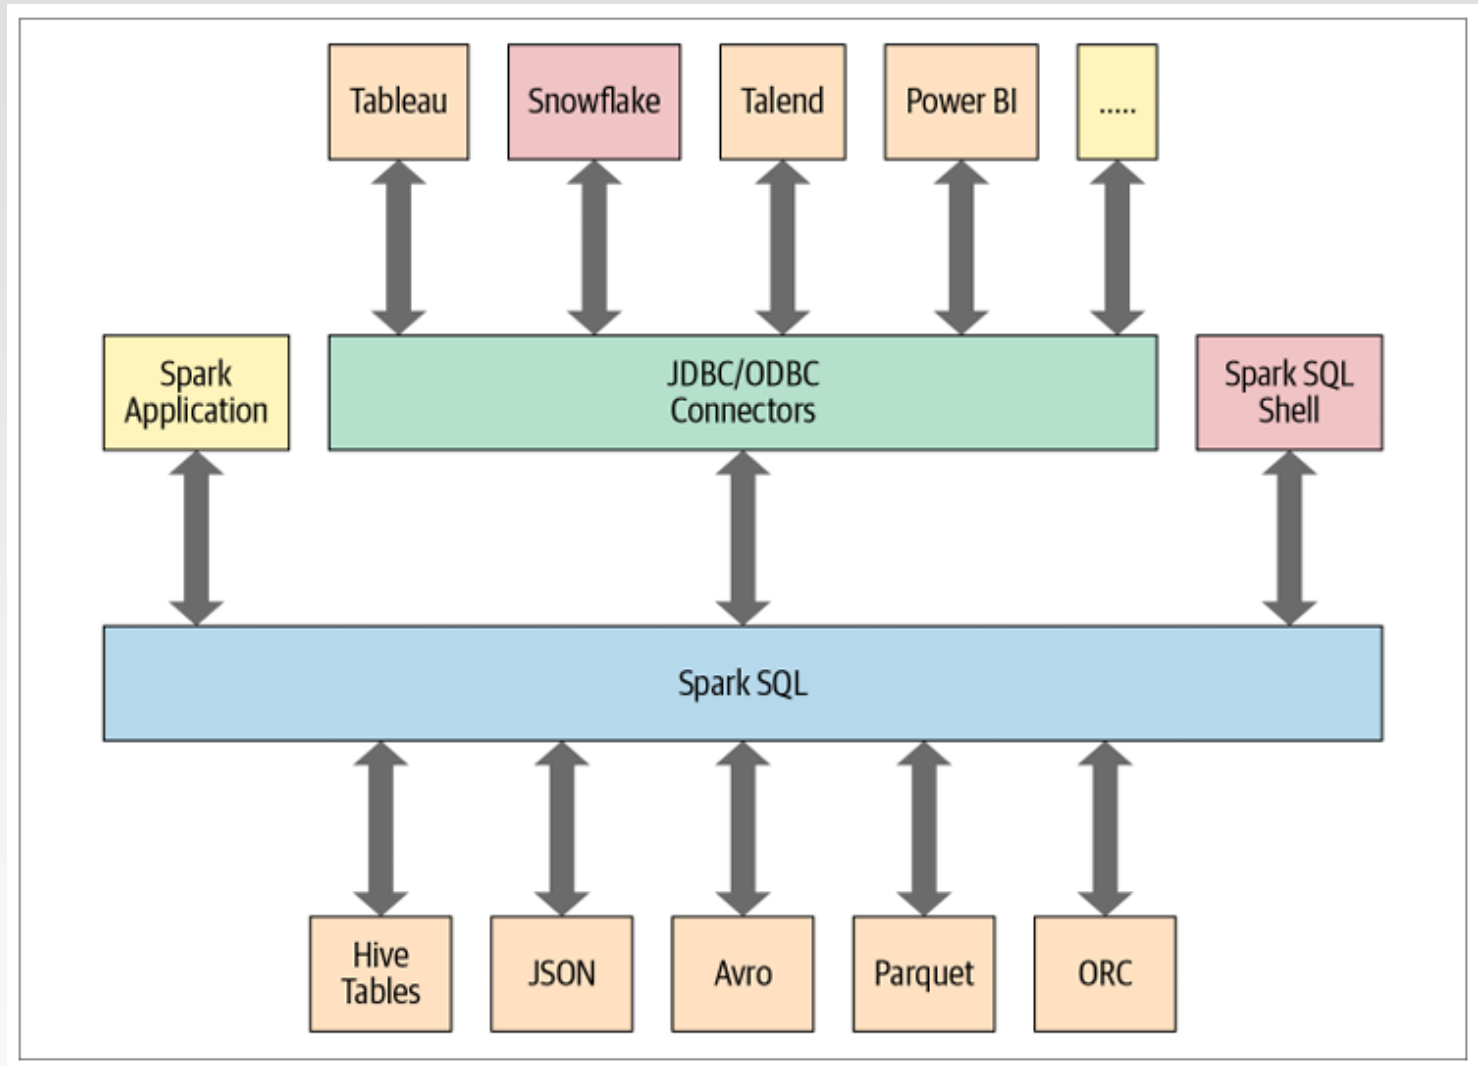 Tableau
Snowflake
Talend
Power BI
.....
Spark
Application
JDBC/ODBC
Connectors
Spark SQL
Shell
Spark SQL
Hive
Tables
JSON
Avro
Parquet
ORC